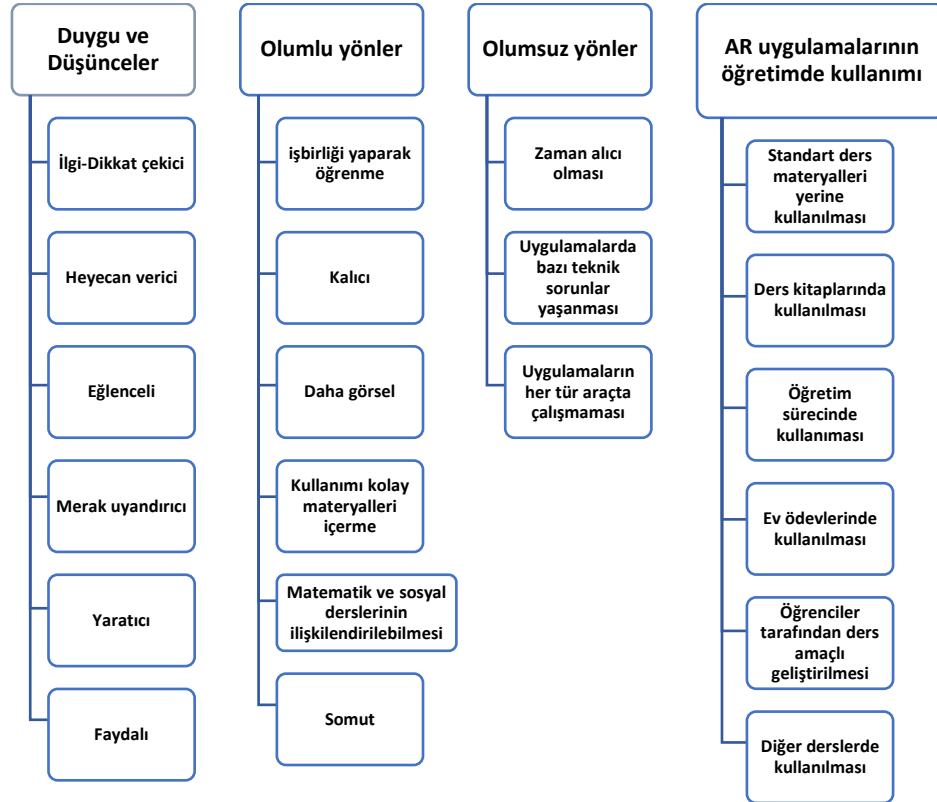 Duygu ve
Düşünceler
İlgi-Dikkat çekici
Heyecan verici
Eğlenceli
Merak uyandırıcı
Yaratıcı
Faydalı
Olumlu yönler
işbirliği yaparak
öğrenme
Kalıcı
Daha görsel
Kullanımı kolay
materyalleri
içerme
Matematik ve sosyal
derslerinin
ilişkilendirilebilmesi
Somut
Olumsuz yönler
Zaman alıcı
olması
Uygulamalarda
bazı teknik
sorunlar
yaşanması
Uygulamaların
her tür araçta
çalışmaması
AR uygulamalarının
öğretimde kullanımı
Standart ders
materyalleri
yerine
kullanılması
Ders kitaplarında
kullanılması
Öğretim
sürecinde
kullanıması
Ev ödevlerinde
kullanılması
Öğrenciler
tarafından ders
amaçlı
geliştirilmesi
Diğer derslerde
kullanılması